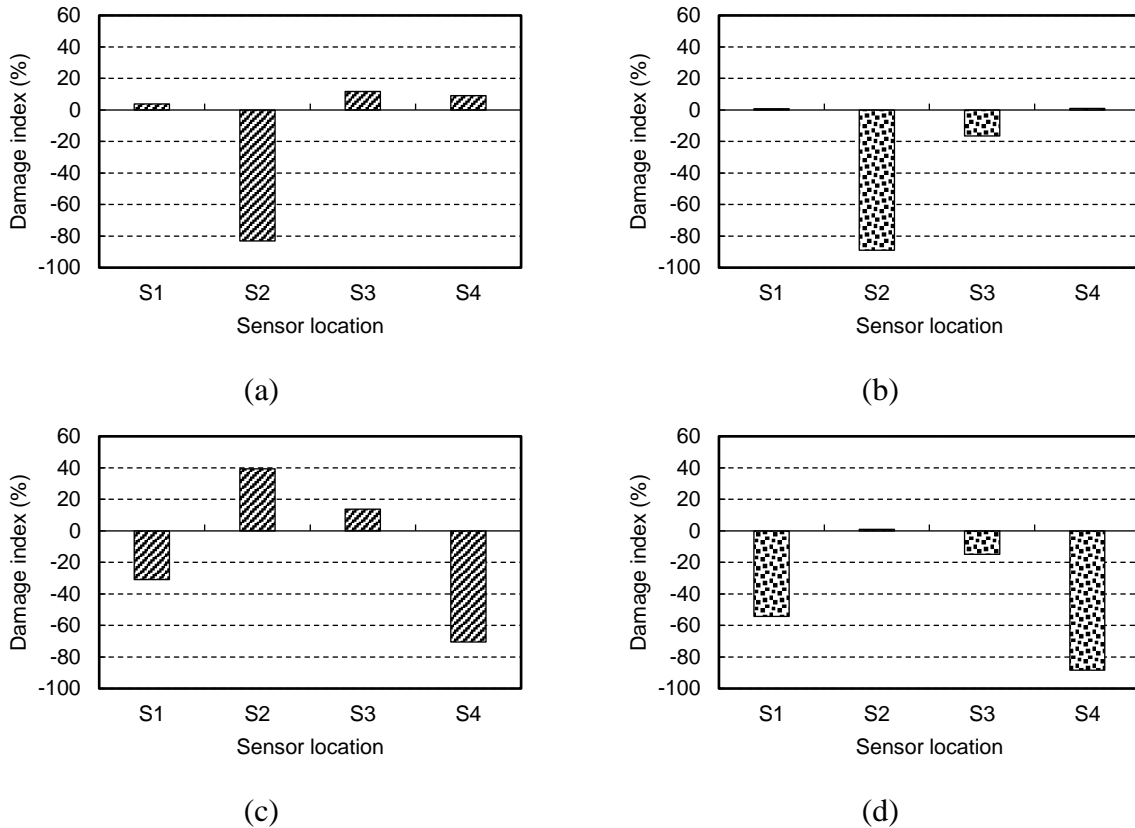 60
40
20
0
-20
-40
-60
-80
-100
Damage index (%)
S1 S2 S3 S4
Sensor location
(a)
60
40
20
0
-20
-40
-60
-80
-100
Damage index (%)
S1 S2 S3 S4
Sensor location
(b)
60
40
20
0
-20
-40
-60
-80
-100
Damage index (%)
S1 S2 S3 S4
Sensor location
(c)
60
40
20
0
-20
-40
-60
-80
-100
Damage index (%)
S1 S2 S3 S4
Sensor location
(d)